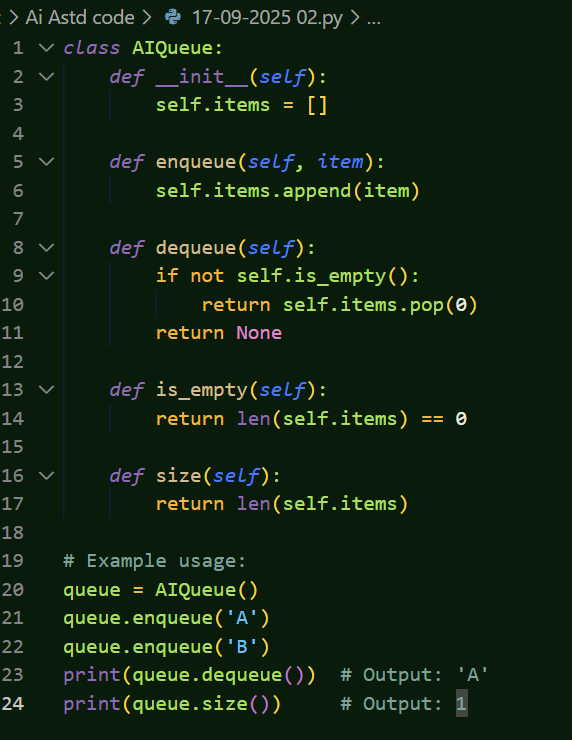 : > Ai Astd code > 17-09-2025 02.py > ...
1 class AIQueue:
2     def __init__(self):
3         self.items = []
4
5     def enqueue(self, item):
6         self.items.append(item)
7
8     def dequeue(self):
9         if not self.is_empty():
10             return self.items.pop(0)
11         return None
12
13     def is_empty(self):
14         return len(self.items) == 0
15
16     def size(self):
17         return len(self.items)
18
19 # Example usage:
20 queue = AIQueue()
21 queue.enqueue('A')
22 queue.enqueue('B')
23 print(queue.dequeue())  # Output: 'A'
24 print(queue.size())     # Output: 1